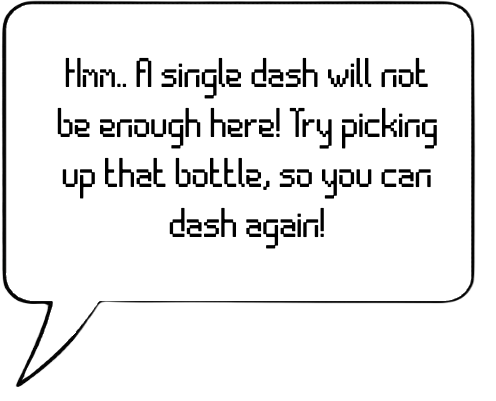 Hmm.. A single dash will not
be enough here! Try picking
up that bottle, so you can
dash again!